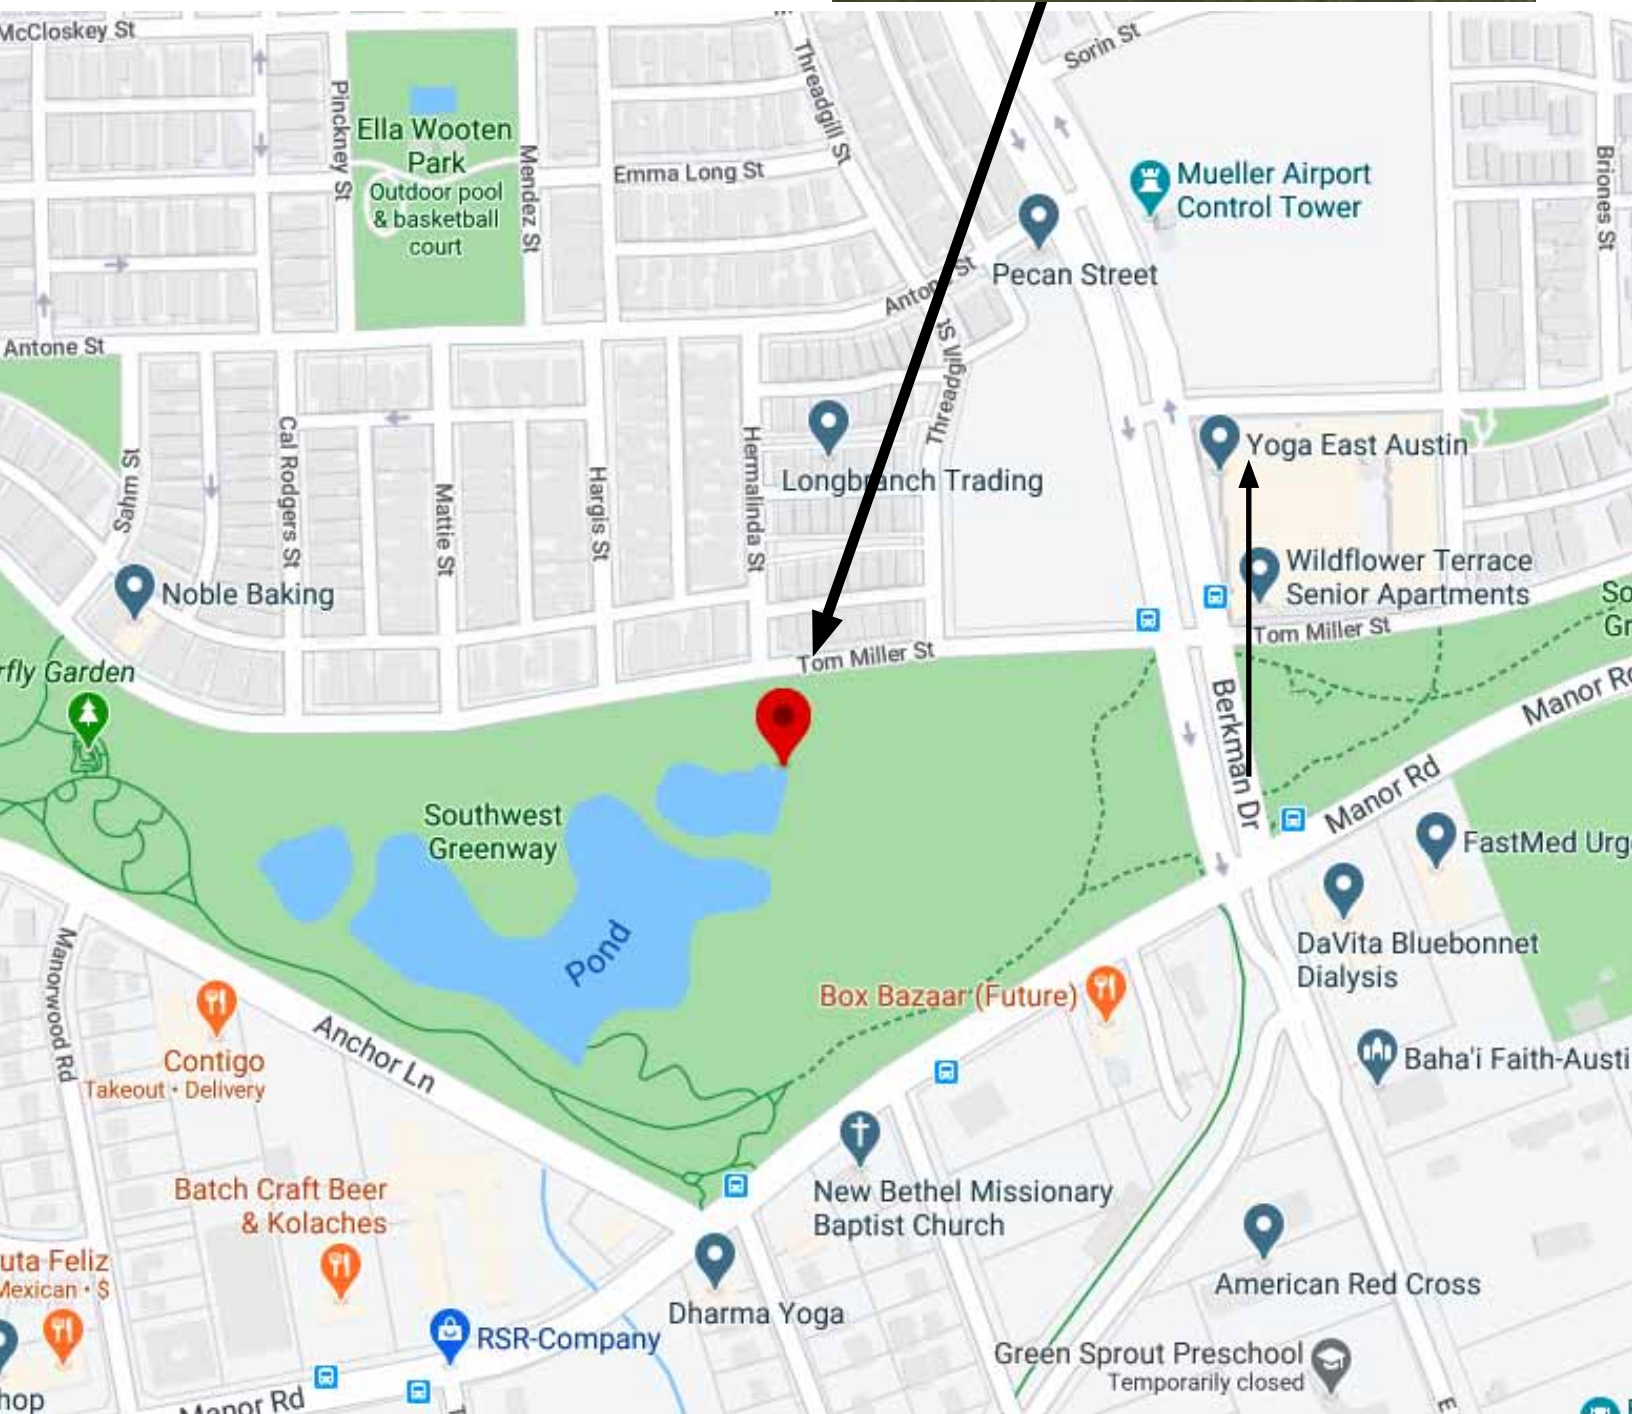 McCloskey St
Sorin St
Threadgill St
Pinckney St
Ella Wooten
Park
Outdoor pool
& basketball
court
Mendez St
Emma Long St
Mueller Airport
Control Tower
Briones St
Pecan Street
Antone St
Antone St
Threadgill St
Yoga East Austin
Longbranch Trading
Sahm St
Cal Rodgers St
Mattie St
Hargis St
Hermalinda St
Noble Baking
Wildflower Terrace
Senior Apartments
Tom Miller St
Tom Miller St
So
Gr
rfly Garden
Berkman Dr
Manor Rd
Manor Rd
Southwest
Greenway
Pond
FastMed Urg
DaVita Bluebonnet
Dialysis
Manorwood Rd
Box Bazaar (Future)
Anchor Ln
Contigo
Takeout • Delivery
Baha'i Faith-Austi
New Bethel Missionary
Baptist Church
Batch Craft Beer
& Kolaches
uta Feliz
Mexican • $
Dharma Yoga
American Red Cross
RSR-Company
Green Sprout Preschool
Temporarily closed
hop
Manor Rd
E